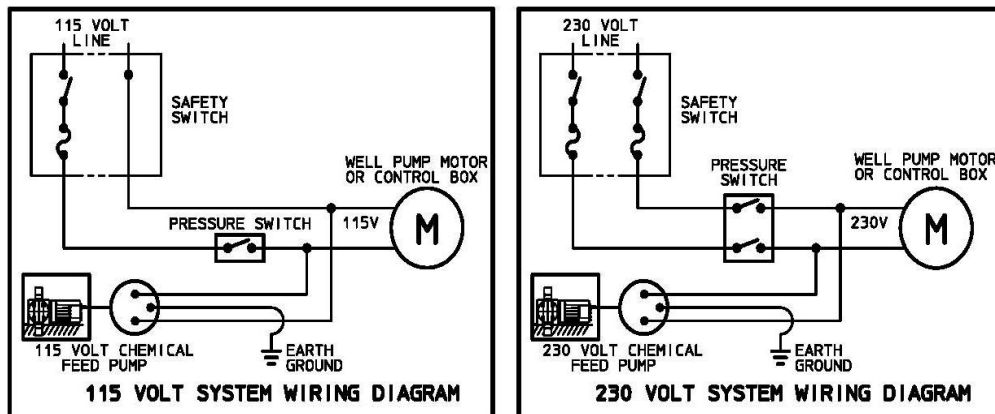 115 VOLT
LINE
SAFETY
SWITCH
WELL PUMP MOTOR
OR CONTROL BOX
PRESSURE SWITCH
115V
M
115 VOLT CHEMICAL
FEED PUMP
EARTH
GROUND
115 VOLT SYSTEM WIRING DIAGRAM
230 VOLT
LINE
SAFETY
SWITCH
PRESSURE
SWITCH
WELL PUMP MOTOR
OR CONTROL BOX
230V
M
230 VOLT CHEMICAL
FEED PUMP
EARTH
GROUND
230 VOLT SYSTEM WIRING DIAGRAM